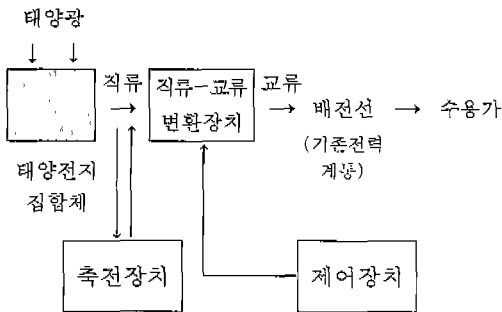 태양광
직류
직류-교류
변환장치
교류
배전선
수용가
(기존전력
계통)
태양전지
집합체
축전장치
제어장치